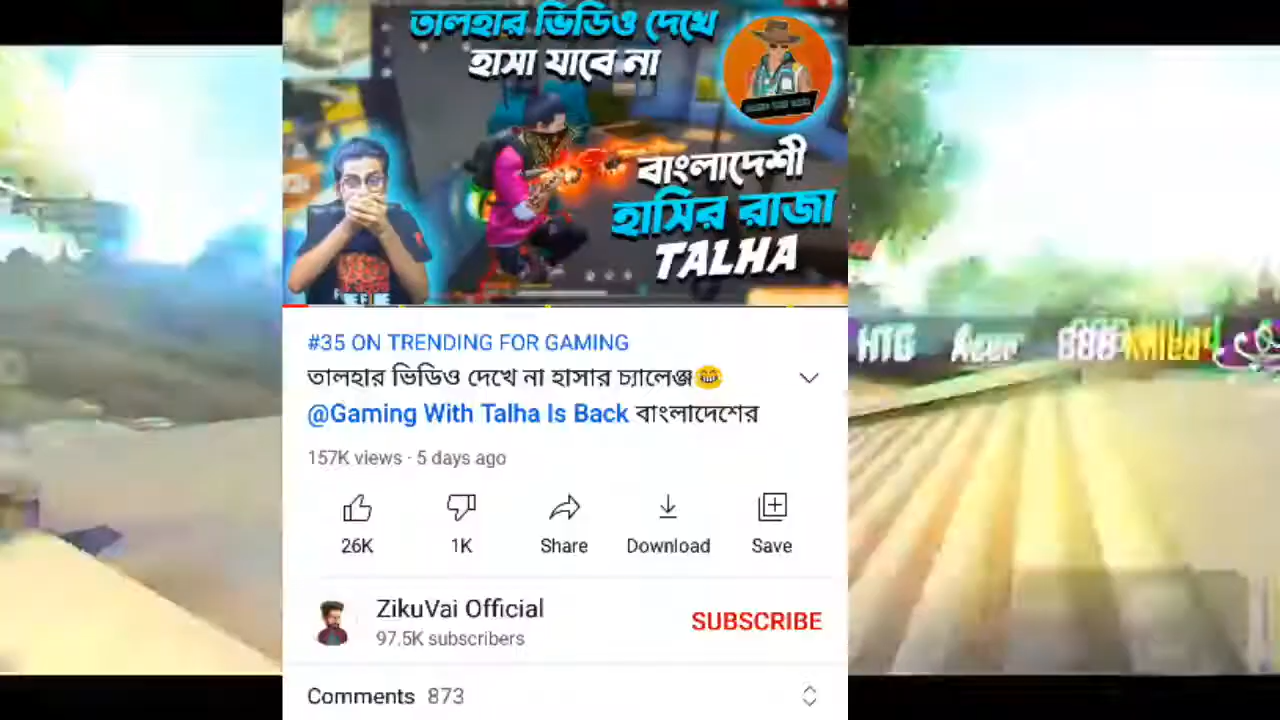 তালহার ভিডিও দেখে
হাসা যাবে না
বাংলাদেশী
হাসির রাজা
TALHA
#35 ON TRENDING FOR GAMING
তালহার ভিডিও দেখে না হাসার চ্যালেঞ্জ😂
@Gaming With Talha Is Back বাংলাদেশের
157K views · 5 days ago
26K
1K
Share
Download
Save
ZikuVai Official
97.5K subscribers
SUBSCRIBE
Comments 873
HTG